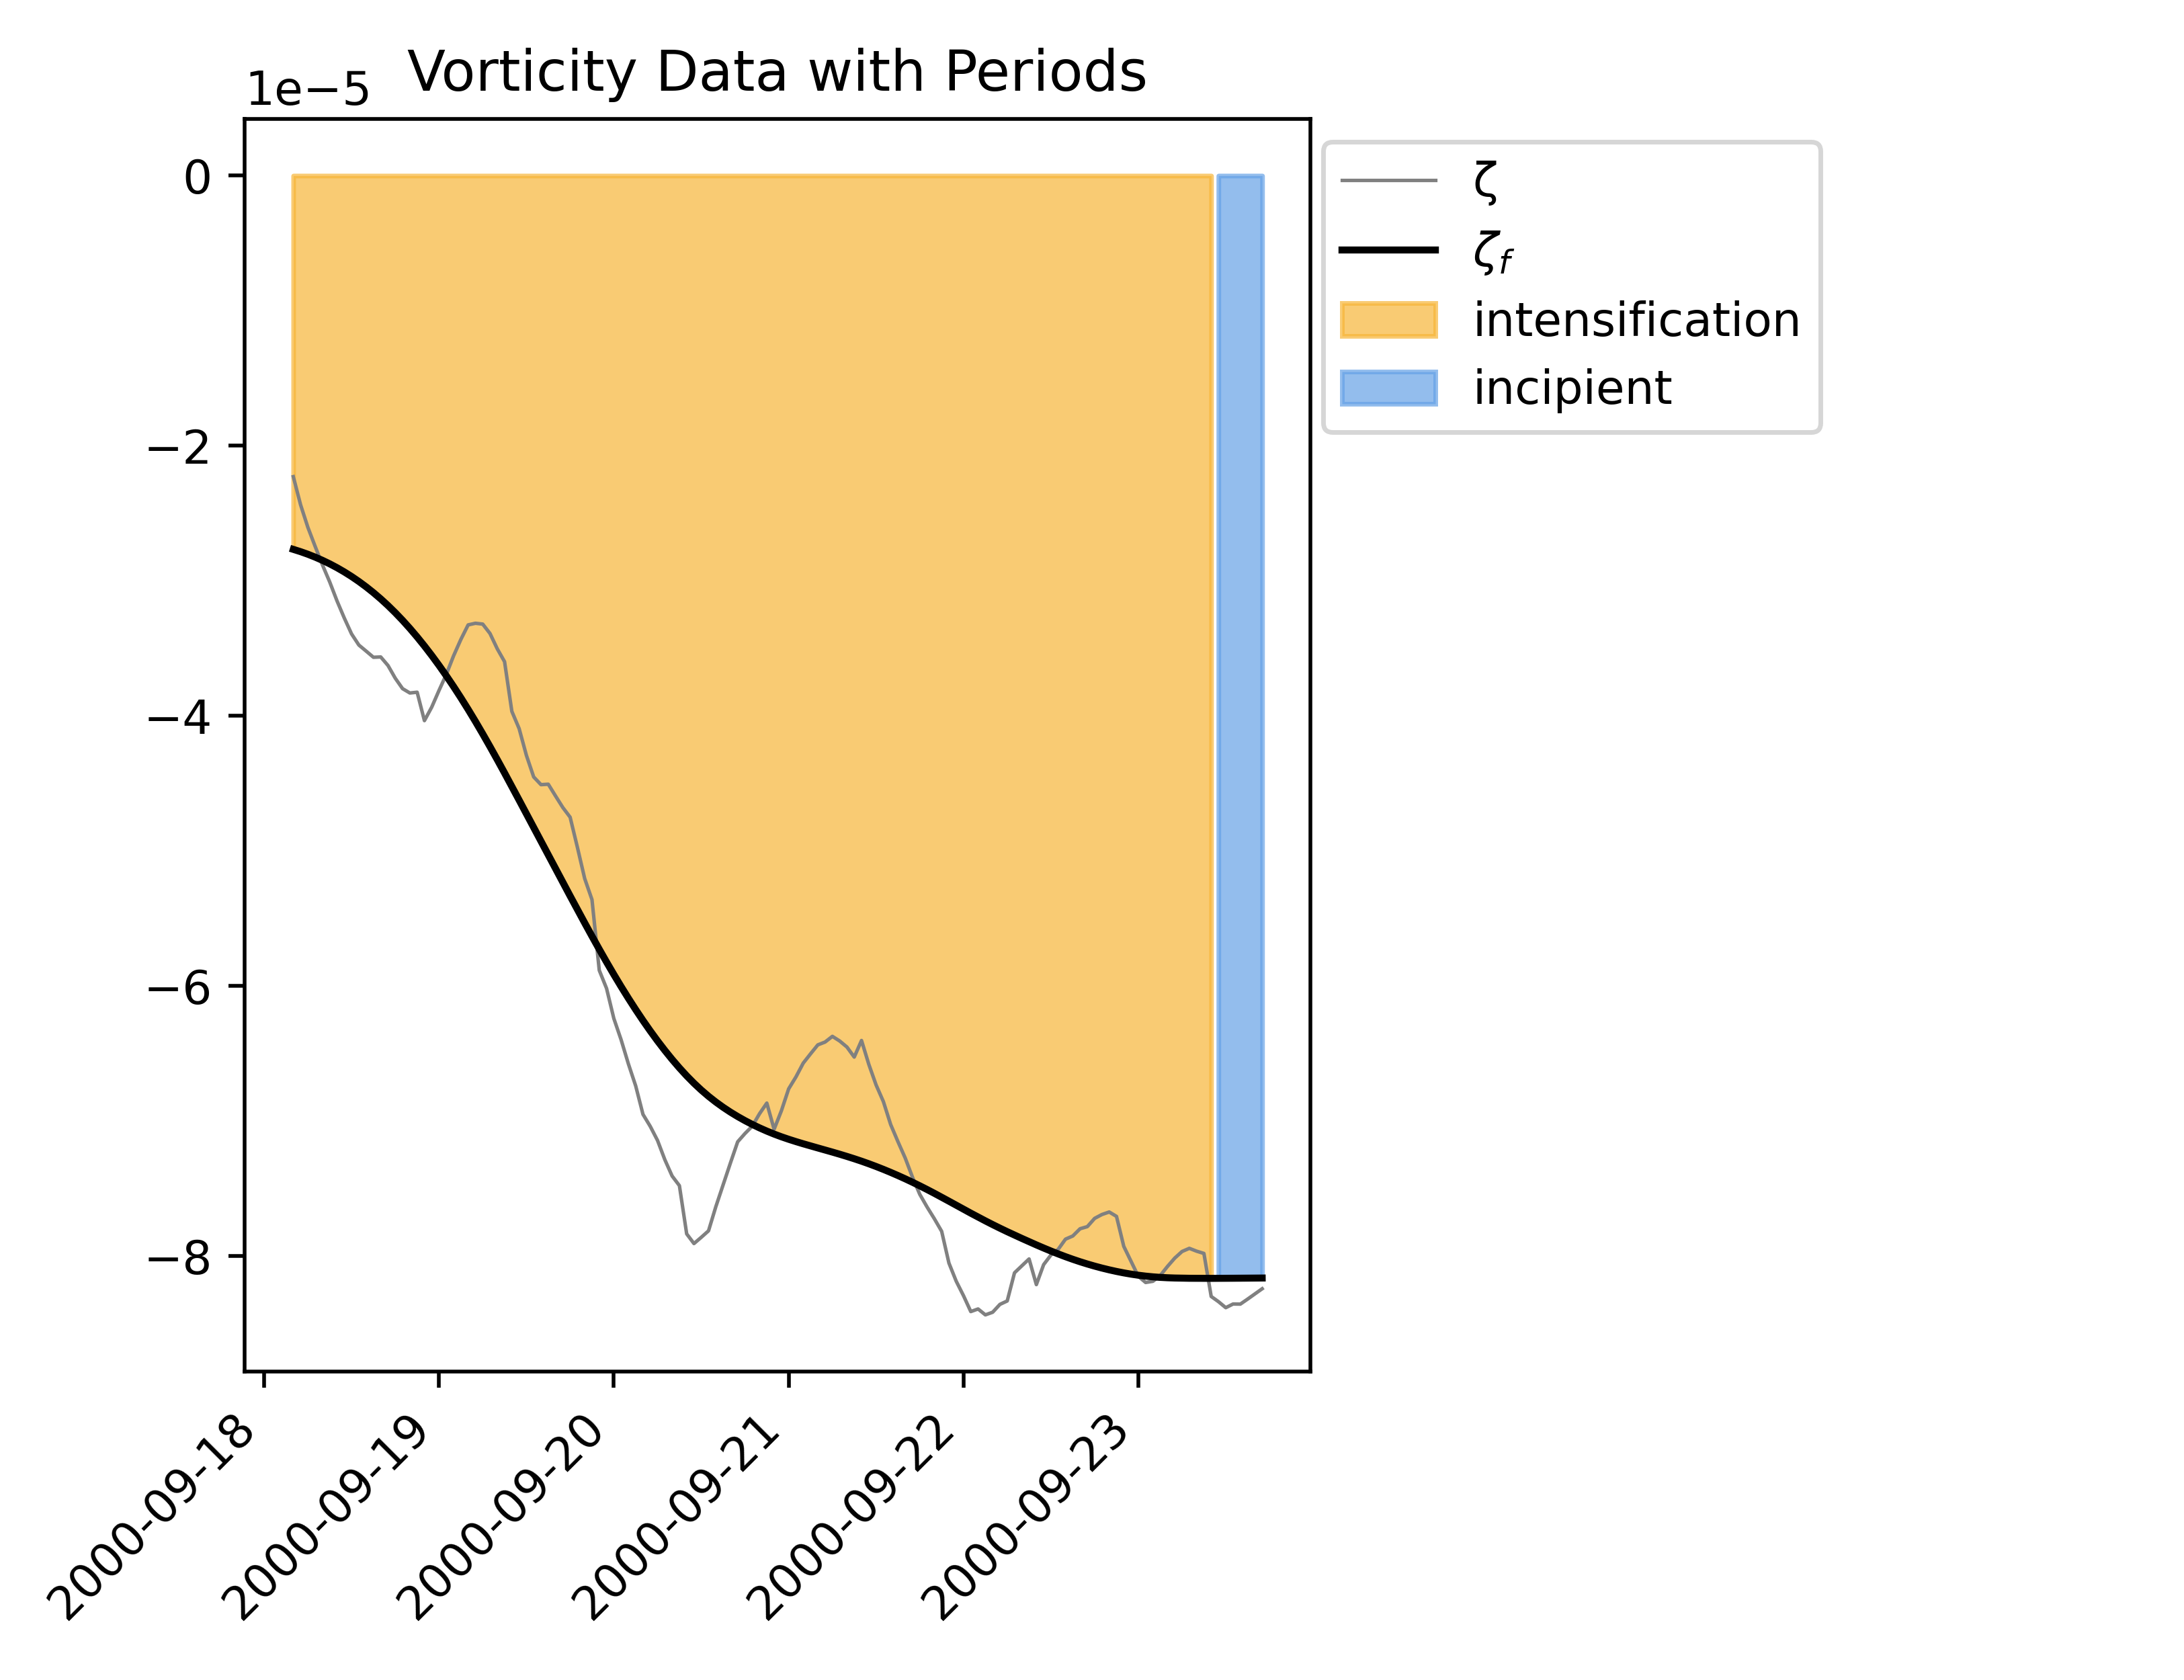 Vorticity Data with Periods
1e−5
0
−2
−4
−6
−8
2000-09-18
2000-09-19
2000-09-20
2000-09-21
2000-09-22
2000-09-23
ζ
ζf
intensification
incipient